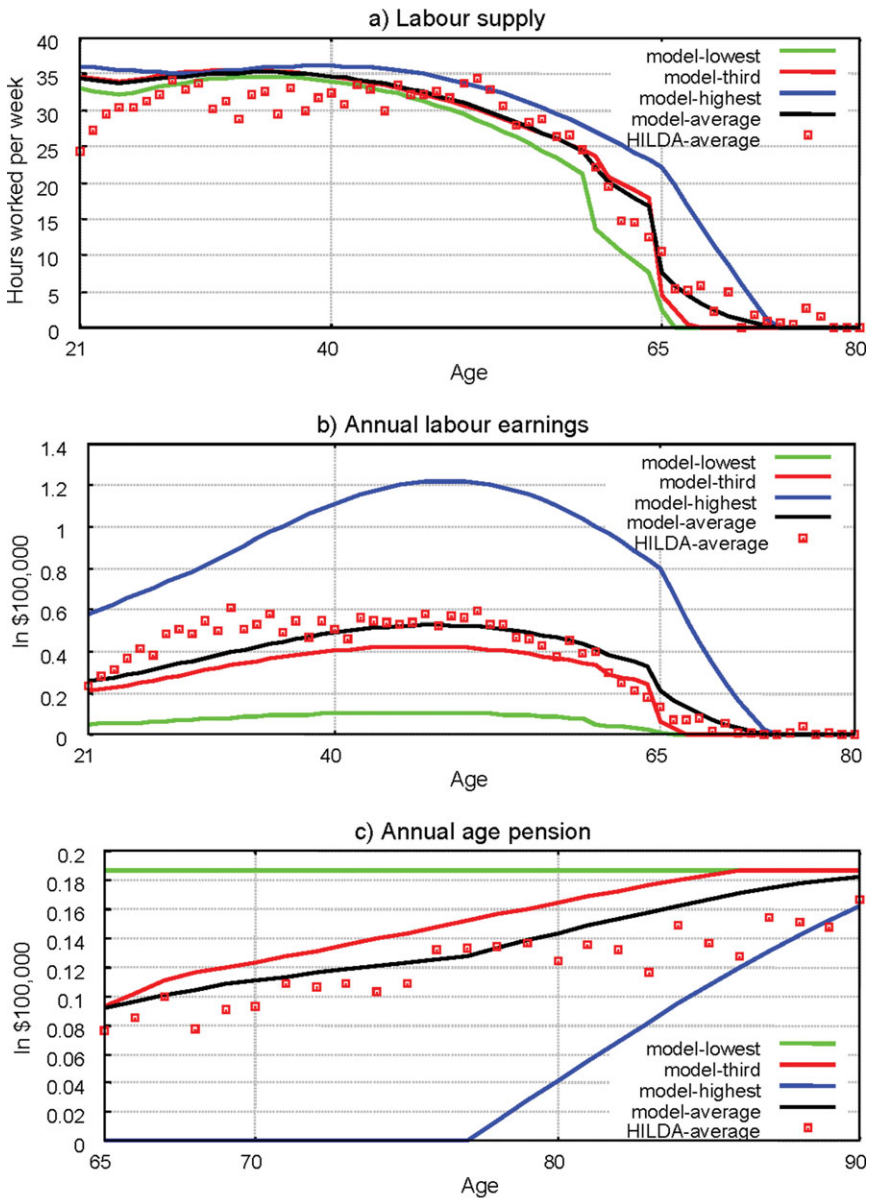 a) Labour supply
40
35
30
25
20
15
10
5
0
Hours worked per week
model-lowest
model-third
model-highest
model-average
HILDA-average
21
40
65
80
Age
b) Annual labour earnings
1.4
1.2
1
0.8
0.6
0.4
0.2
0
In $100,000
model-lowest
model-third
model-highest
model-average
HILDA-average
21
40
65
80
Age
c) Annual age pension
0.2
0.18
0.16
0.14
0.12
0.1
0.08
0.06
0.04
0.02
0
In $100,000
model-lowest
model-third
model-highest
model-average
HILDA-average
65
70
80
90
Age